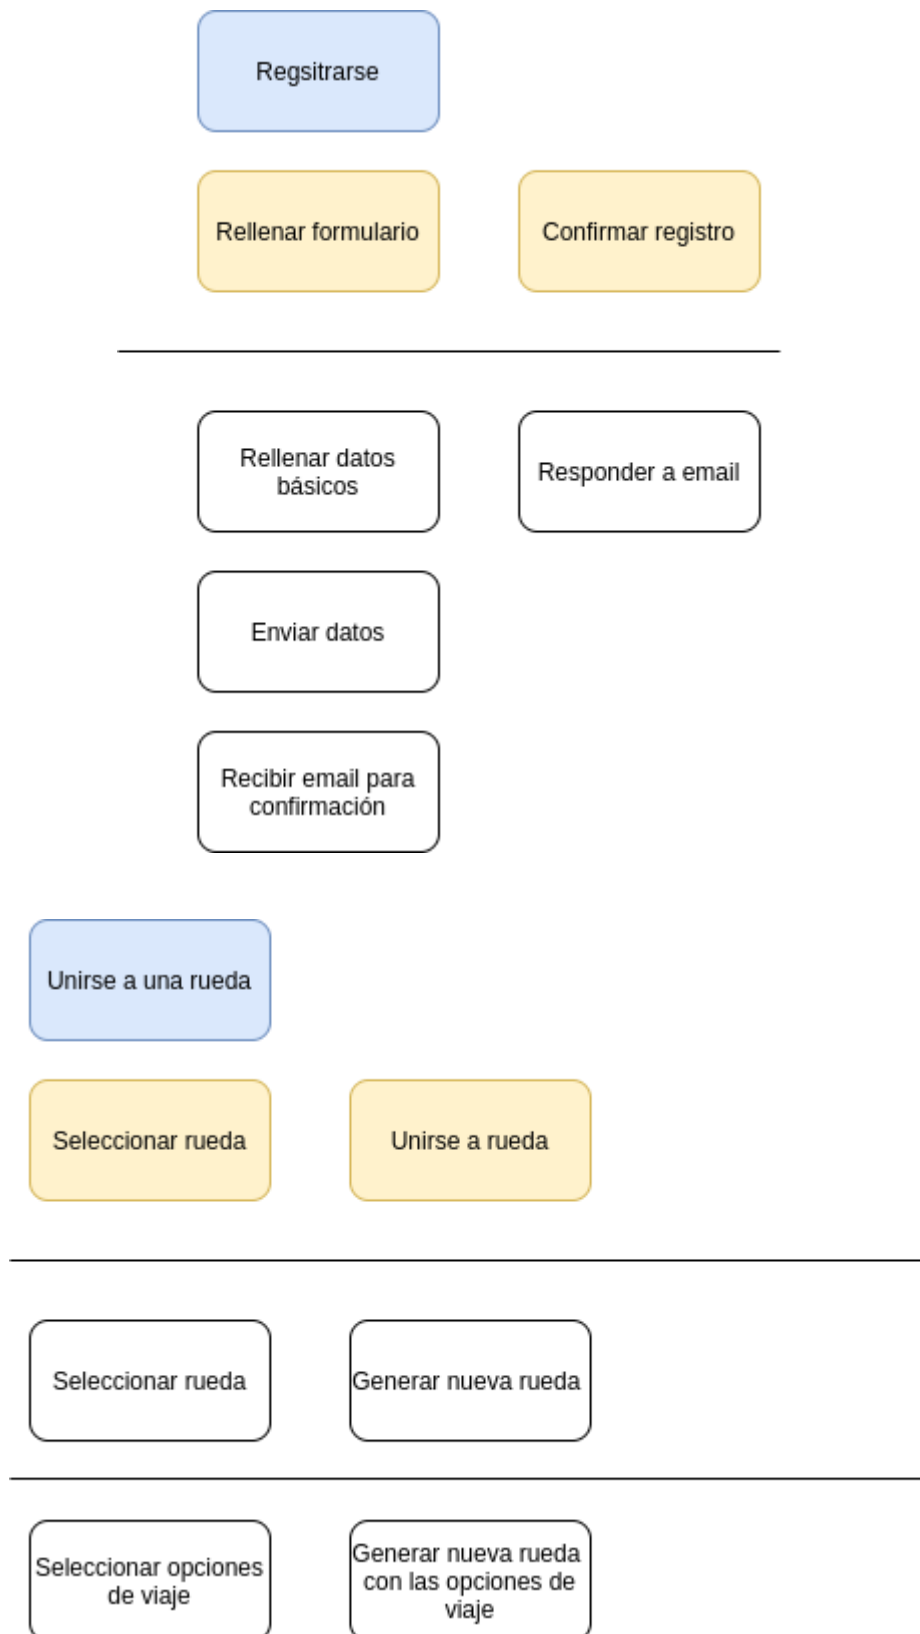 Regsitrarse
Rellenar formulario
Confirmar registro
Rellenar datos
básicos
Responder a email
Enviar datos
Recibir email para
confirmación
Unirse a una rueda
Seleccionar rueda
Unirse a rueda
Seleccionar rueda
Generar nueva rueda
Seleccionar opciones
de viaje
Generar nueva rueda
con las opciones de
viaje